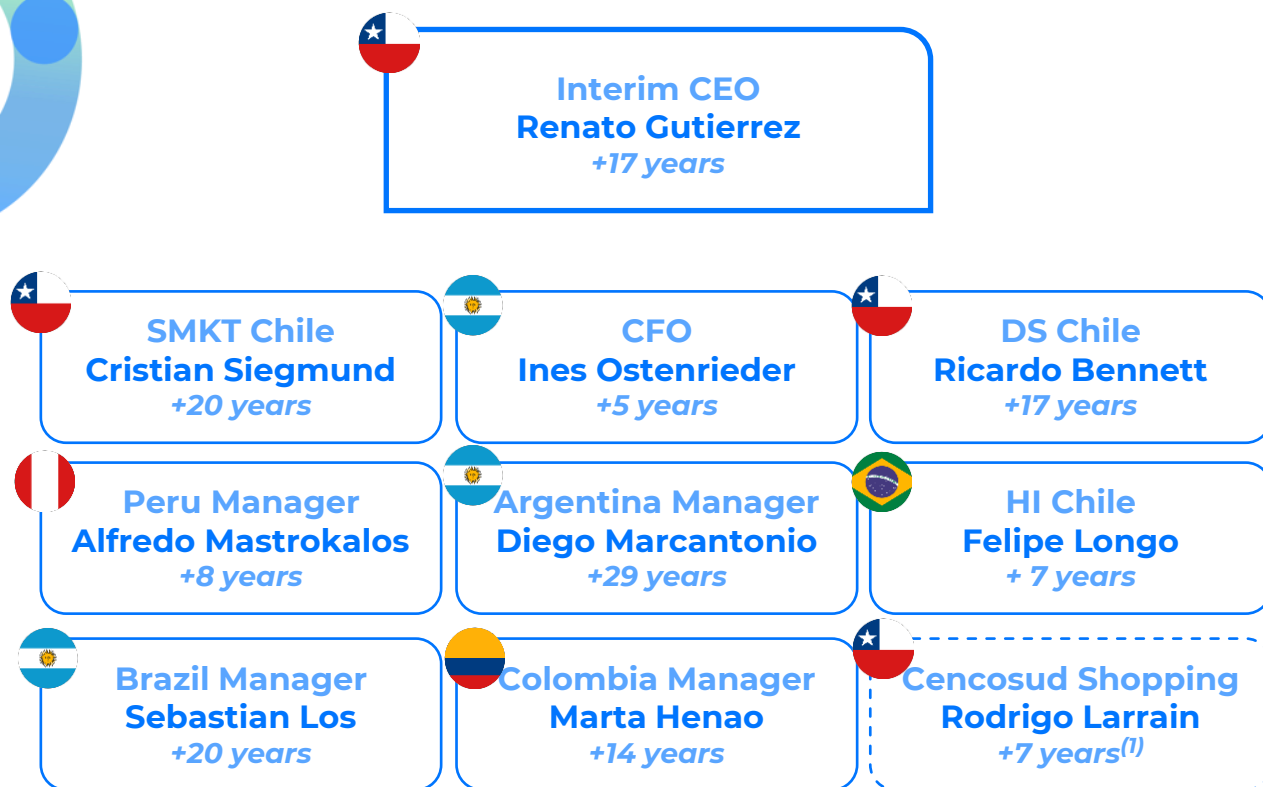 Interim CEO
Renato Gutierrez
+17 years
SMKT Chile
Cristian Siegmund
+20 years
CFO
Ines Ostenrieder
+5 years
DS Chile
Ricardo Bennett
+17 years
Peru Manager
Alfredo Mastrokalos
+8 years
Argentina Manager
Diego Marcantonio
+29 years
HI Chile
Felipe Longo
+ 7 years
Brazil Manager
Sebastian Los
+20 years
Colombia Manager
Marta Henao
+14 years
Cencosud Shopping
Rodrigo Larrain
+7 years(1)